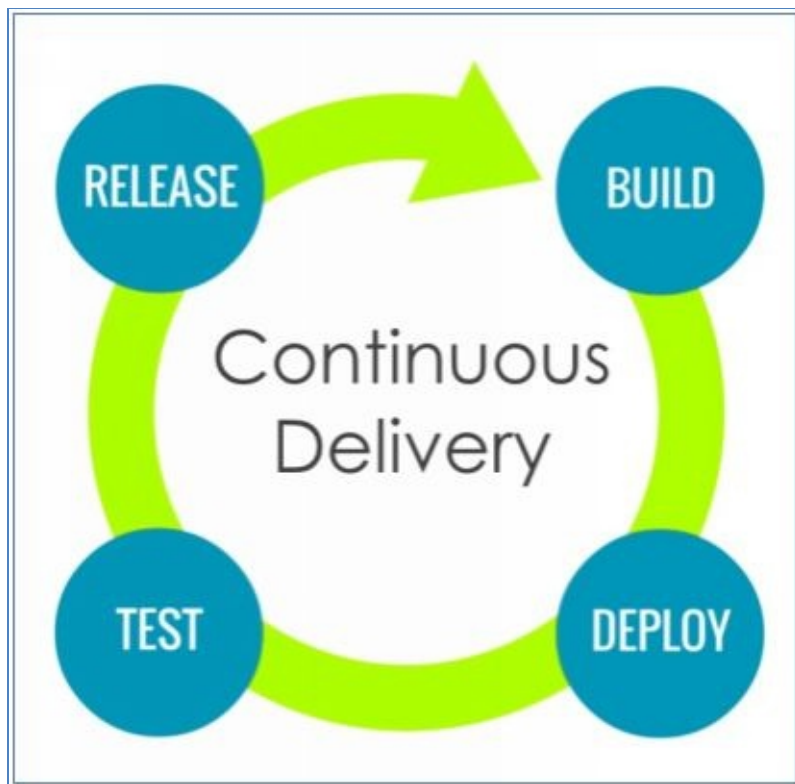 RELEASE
BUILD
Continuous
Delivery
TEST
DEPLOY